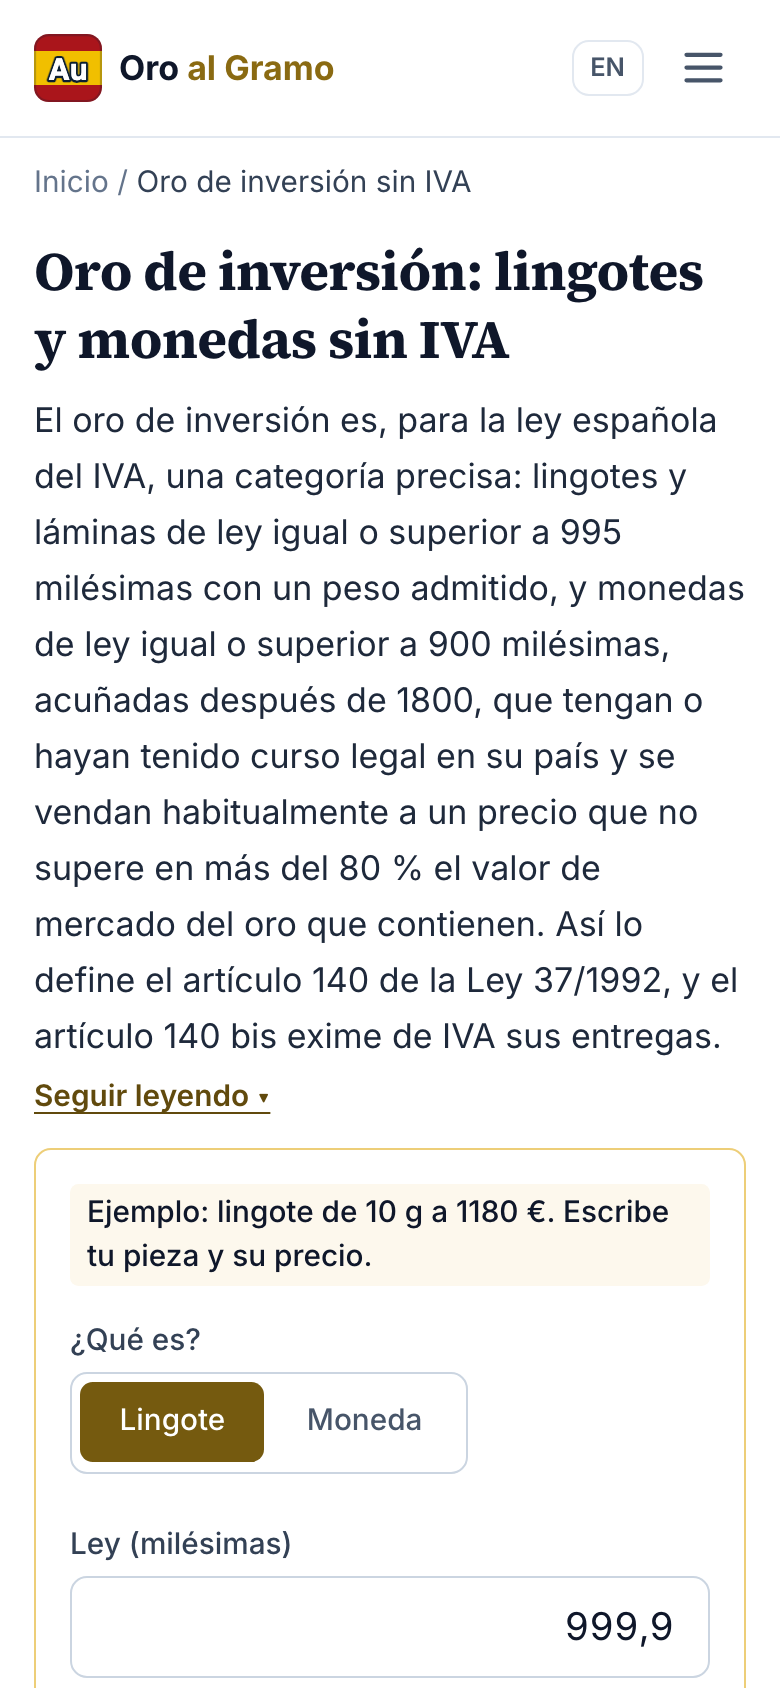 Au
Oro al Gramo
EN
Inicio / Oro de inversión sin IVA
Oro de inversión: lingotes
y monedas sin IVA
El oro de inversión es, para la ley española
del IVA, una categoría precisa: lingotes y
láminas de ley igual o superior a 995
milésimas con un peso admitido, y monedas
de ley igual o superior a 900 milésimas,
acuñadas después de 1800, que tengan o
hayan tenido curso legal en su país y se
vendan habitualmente a un precio que no
supere en más del 80 % el valor de
mercado del oro que contienen. Así lo
define el artículo 140 de la Ley 37/1992, y el
artículo 140 bis exime de IVA sus entregas.
Seguir leyendo ▾
Ejemplo: lingote de 10 g a 1180 €. Escribe
tu pieza y su precio.
¿Qué es?
Lingote
Moneda
Ley (milésimas)
999,9